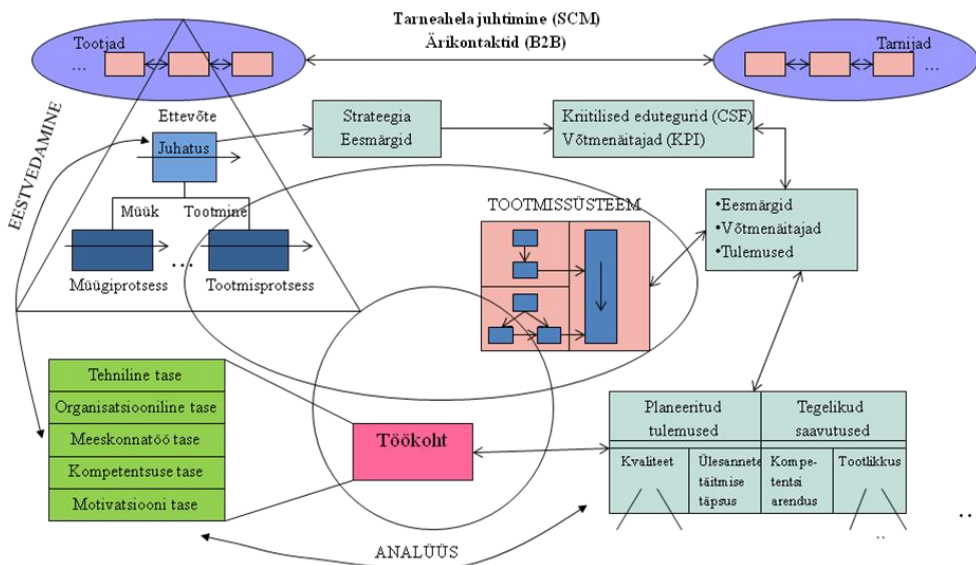 Tarneahela juhtimine (SCM)
Ärikontaktid (B2B)
Tootjad
...
Tarnijad
...
EESTVEDAMINE
Ettevõte
Juhatus
Strateegia
Eesmärgid
Kriitilised edutegurid (CSF)
Võtmenäitajad (KPI)
Müük
Tootmine
...
Müügiprotsess
Tootmisprotsess
TOOTMISSÜSTEEM
•Eesmärgid
•Võtmenäitajad
•Tulemused
Tehniline tase
Organisatsiooniline tase
Meeskonnatöö tase
Kompetentsuse tase
Motivatsiooni tase
Töökoht
Planeeritud
tulemused
Tegelikud
saavutused
Kvaliteet
Ülesannete
täitmise
täpsus
Kompe-
tentsi
arendus
Tootlikkus
..
..
ANALÜÜS